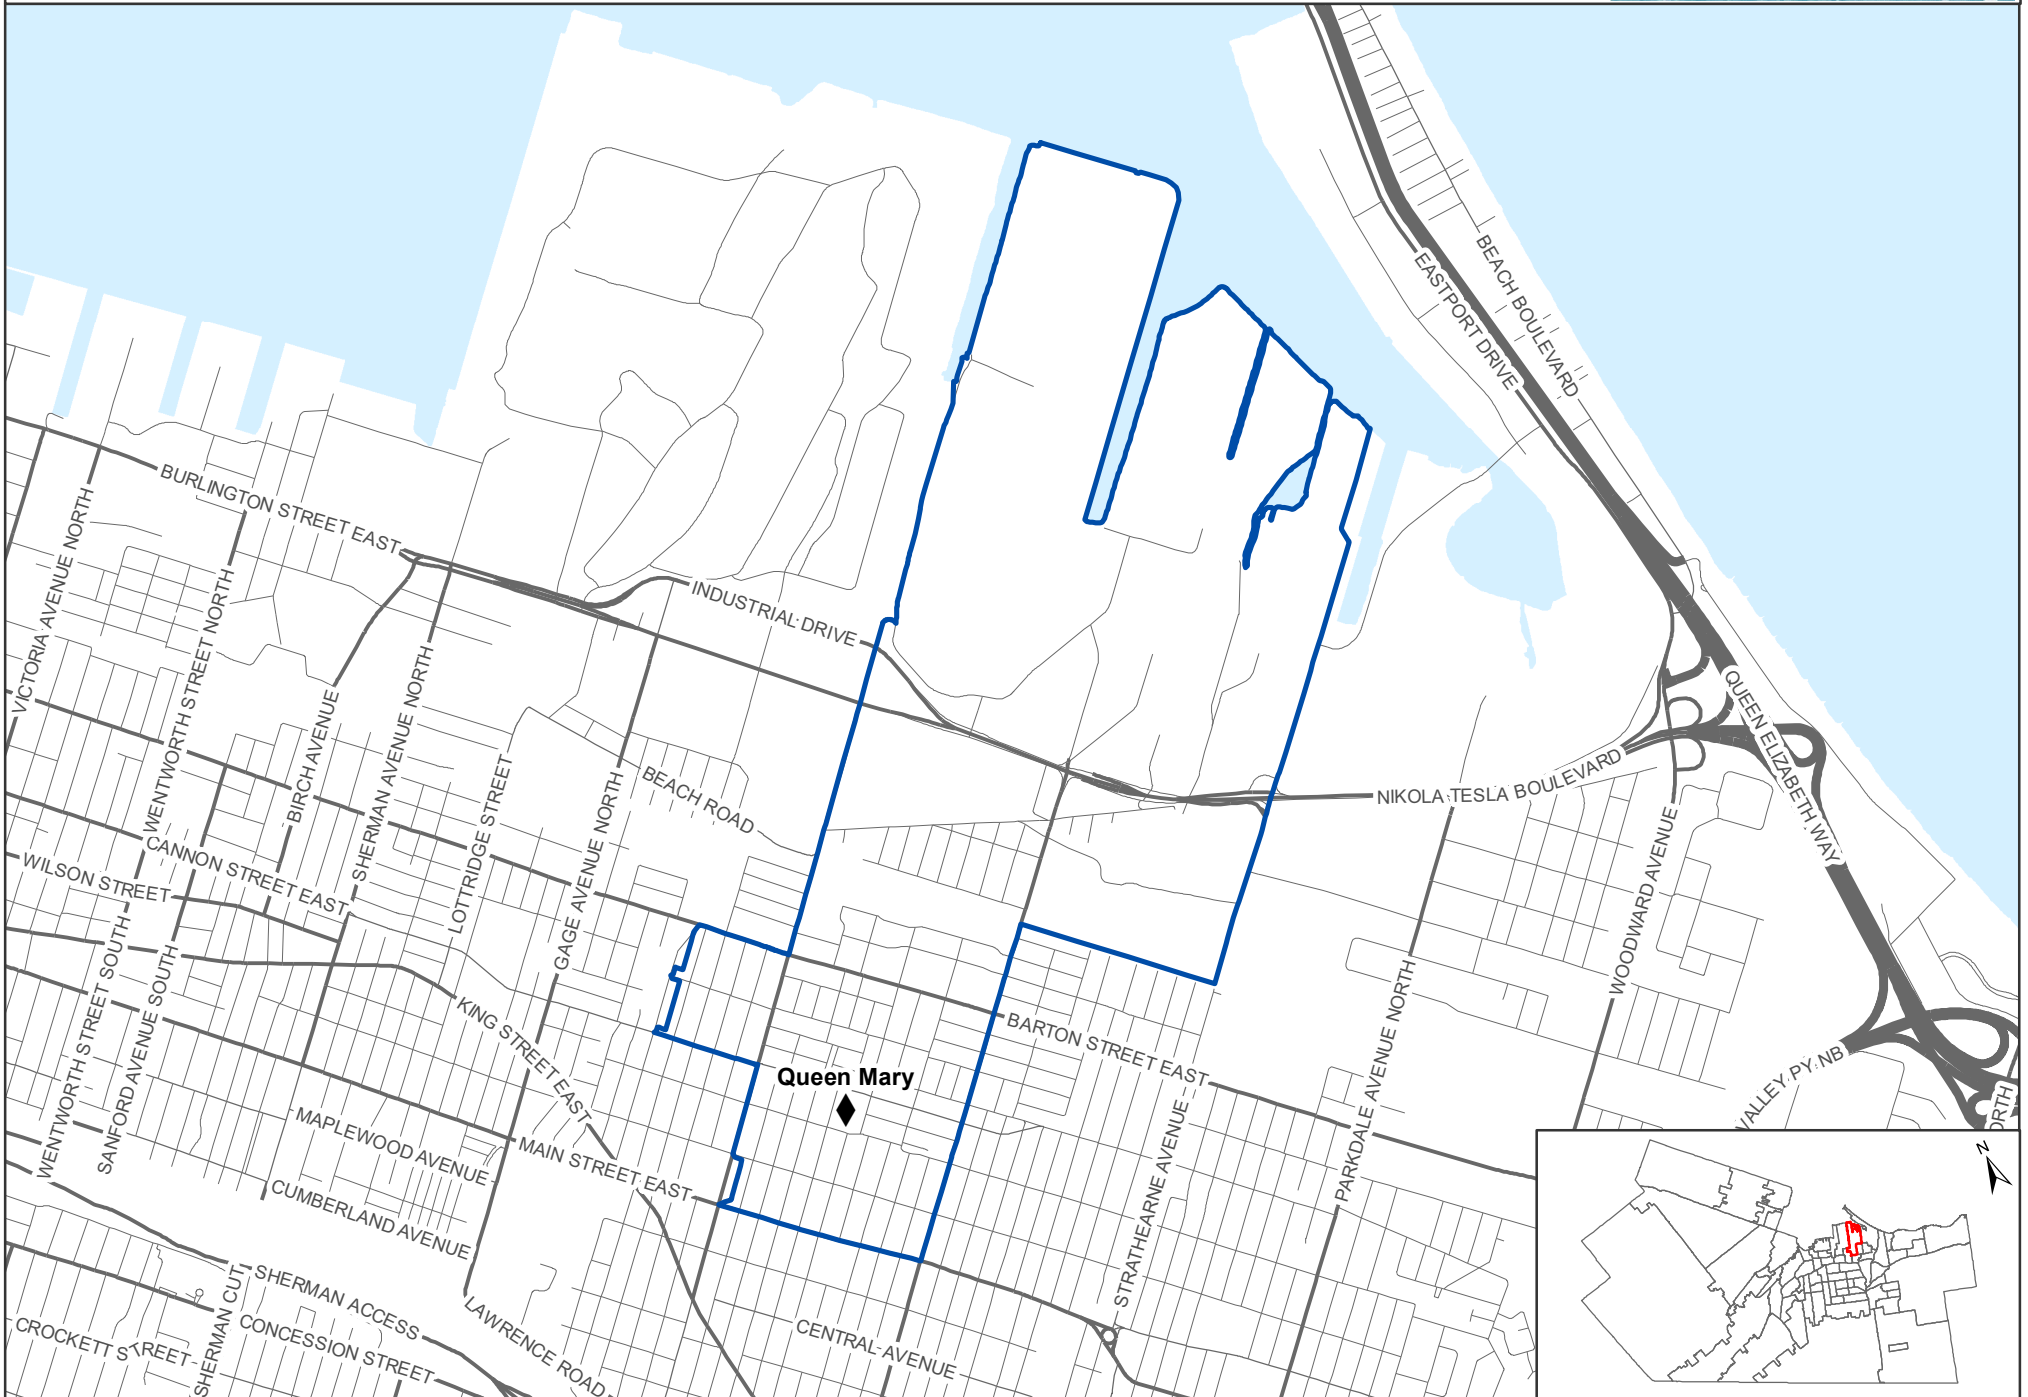 BEACH BOULEVARD
EASTPORT DRIVE
BURLINGTON STREET EAST
VICTORIA AVENUE NORTH
INDUSTRIAL DRIVE
WENTWORTH STREET NORTH
BIRCH AVENUE
SHERMAN AVENUE NORTH
LOTTRIDGE STREET
GAGE AVENUE NORTH
BEACH ROAD
QUEEN ELIZABETH WAY
NIKOLA TESLA BOULEVARD
WOODWARD AVENUE
CANNON STREET EAST
WILSON STREET
WENTWORTH STREET SOUTH
SANFORD AVENUE SOUTH
KING STREET EAST
BARTON STREET EAST
PARKDALE AVENUE NORTH
Queen Mary
VALLEY PY NB
ORTH
MAPLEWOOD AVENUE
MAIN STREET EAST
CUMBERLAND AVENUE
STRATHEARNE AVENUE
N
SHERMAN ACCESS
SHERMAN CUT
CONCESSION STREET
CROCKETT STREET
LAWRENCE ROAD
CENTRAL AVENUE